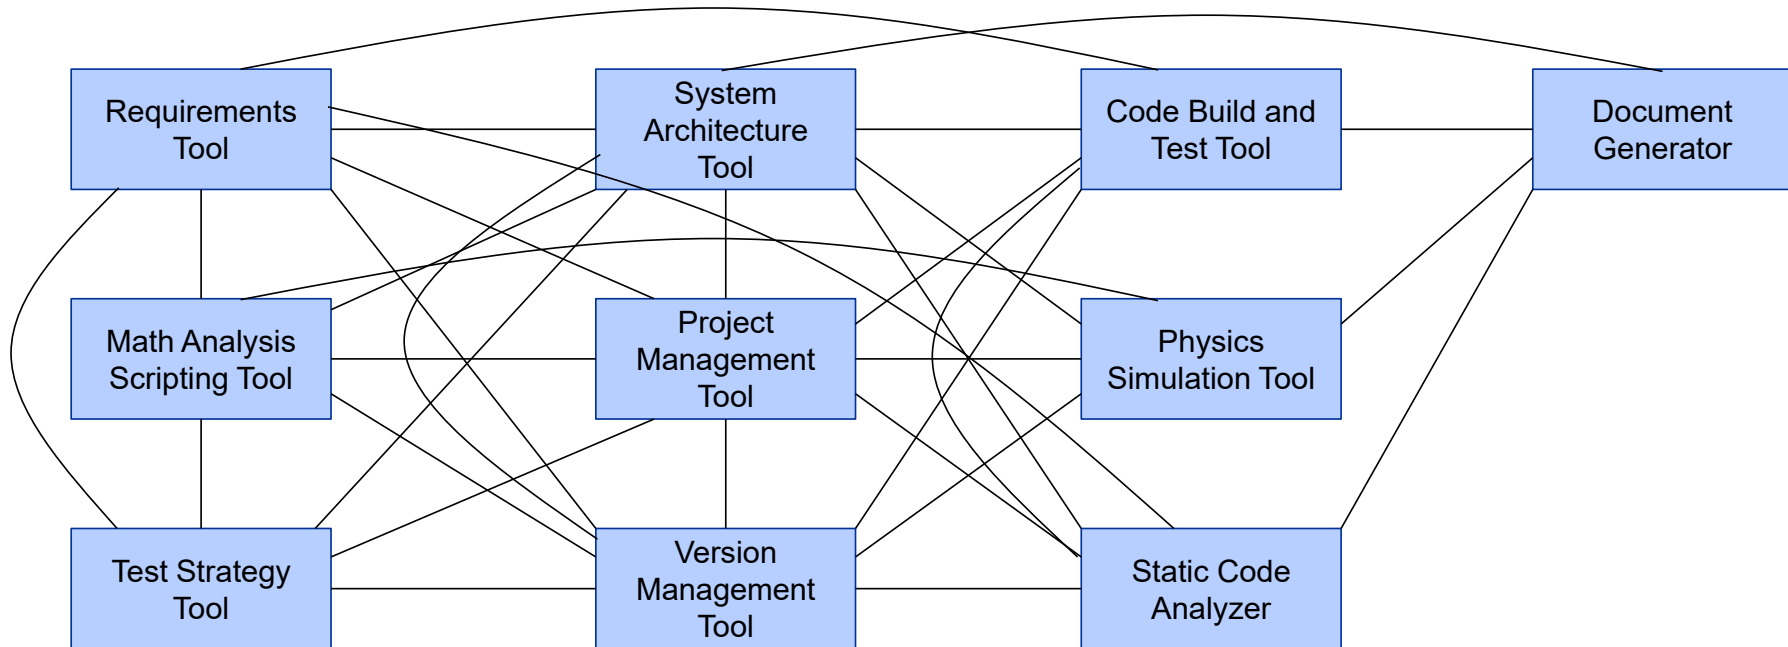 Requirements
Tool
System
Architecture
Tool
Code Build and
Test Tool
Document
Generator
Math Analysis
Scripting Tool
Project
Management
Tool
Physics
Simulation Tool
Test Strategy
Tool
Version
Management
Tool
Static Code
Analyzer